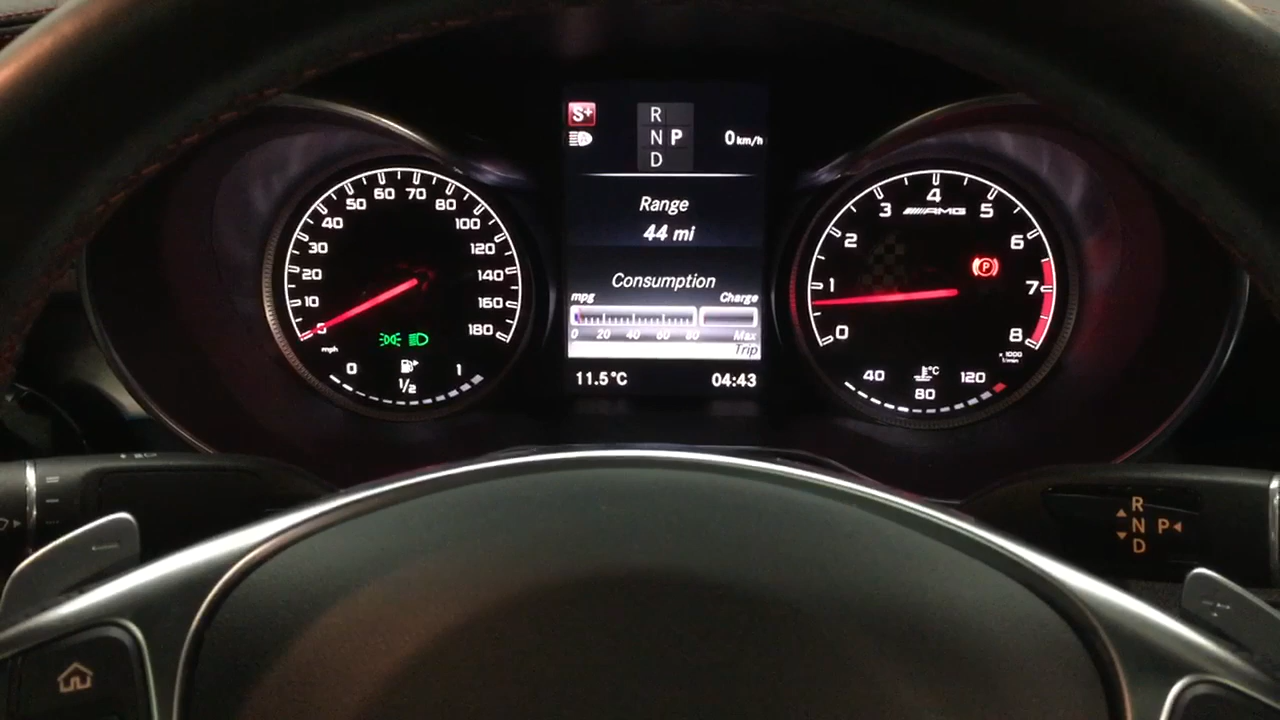 S+
R
N P
D
0 km/h
Range
44 mi
Consumption
mpg
Charge
0 20 40 60 80
Max
Trip
11.5°C
04:43
0
10
20
30
40
50
60
70
80
100
120
140
160
180
mph
0
1/2
1
0
1
2
3
4
5
6
7
8
AMG
P
x 1000
1/min
°C
40
80
120
R
N P
D